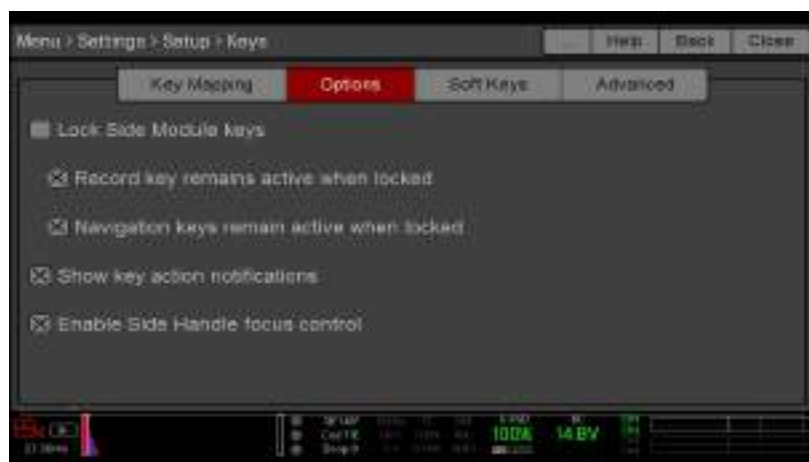 Menu > Settings > Setup > Keys
... Help Back Close
Key Mapping Options Soft Keys Advanced
Lock Side Module keys
Record key remains active when locked
Navigation keys remain active when locked
Show key action notifications
Enable Side Handle focus control
100%
14.8V